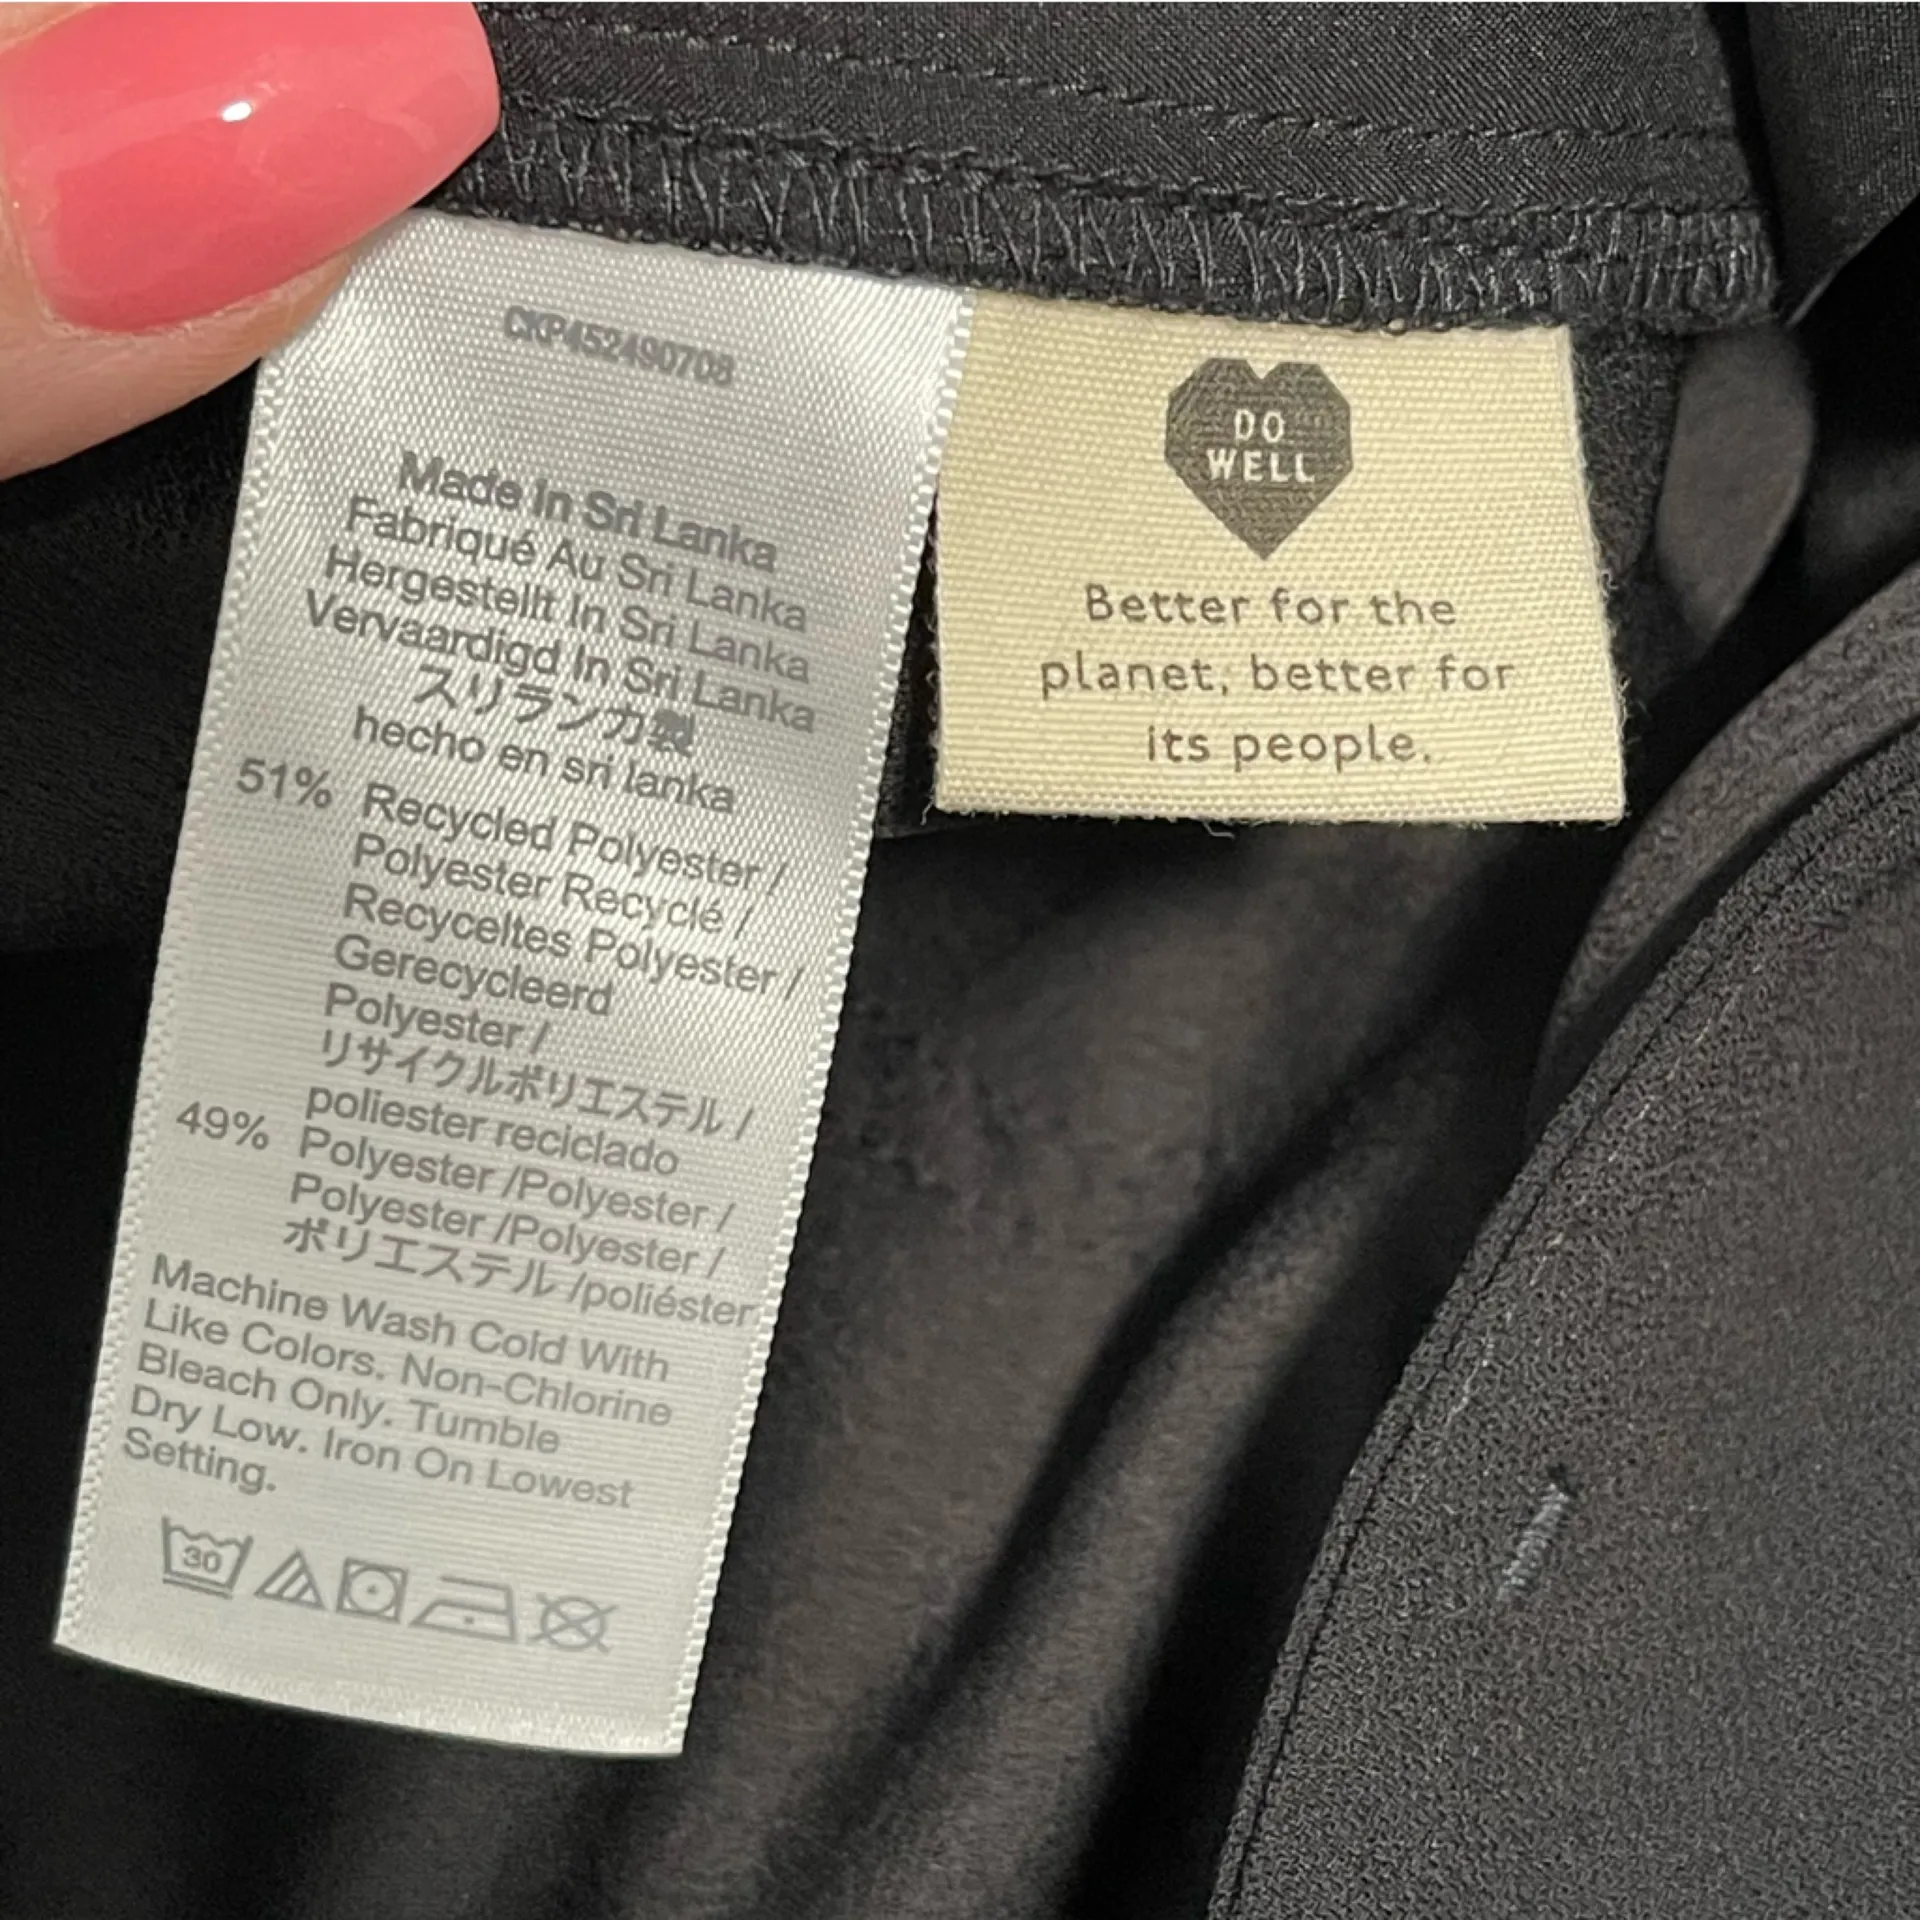 CKP452490708
Made In Sri Lanka
Fabriqué Au Sri Lanka
Hergestellt In Sri Lanka
Vervaardigd In Sri Lanka
スリランカ製
hecho en sri lanka
51% Recycled Polyester /
Polyester Recyclé /
Recyceltes Polyester /
Gerecycleerd
Polyester /
リサイクルポリエステル /
poliester reciclado
49% Polyester /Polyester /
Polyester /Polyester /
ポリエステル /poliéster
Machine Wash Cold With
Like Colors. Non-Chlorine
Bleach Only. Tumble
Dry Low. Iron On Lowest
Setting.
30
DO
WELL
Better for the
planet, better for
its people.